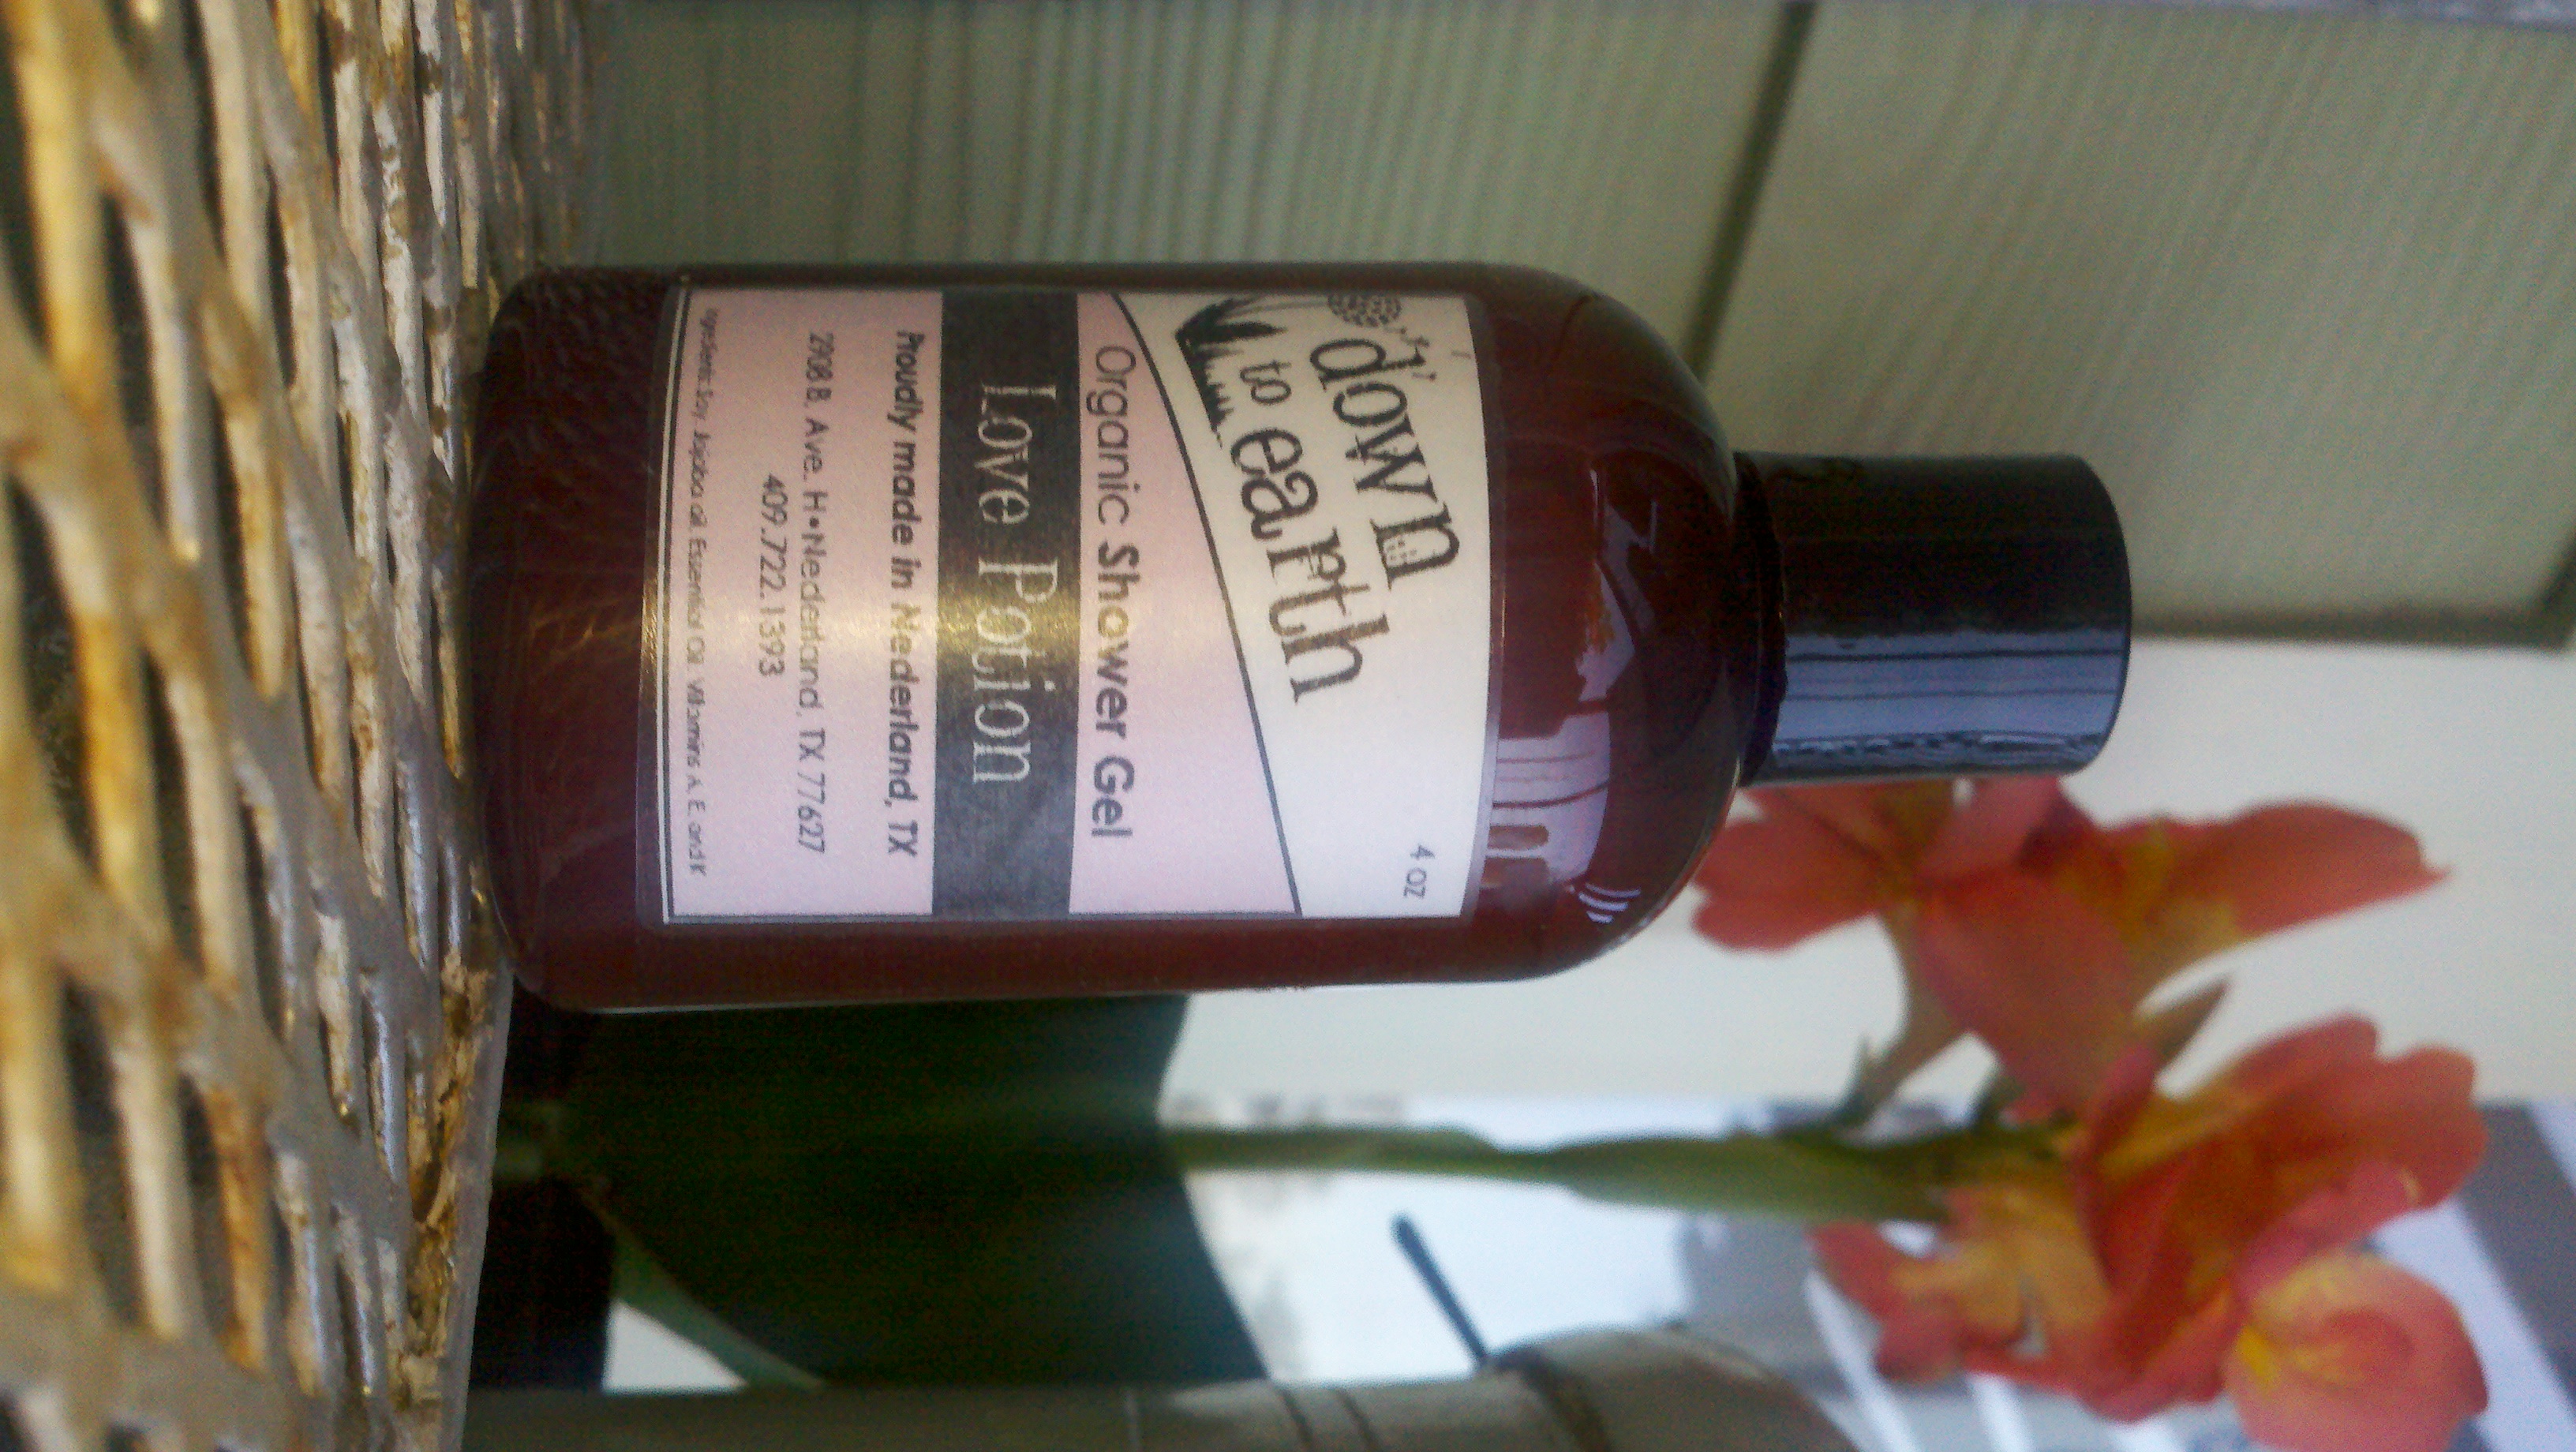 down
to earth
4 oz
Organic Shower Gel
Love Potion
Proudly made in Nederland, TX
2908 B. Ave. H•Nederland, TX 77627
409.722.1393
Ingredients: Soy, Jojoba oil, Essential Oil, Vitamins A, E, and K